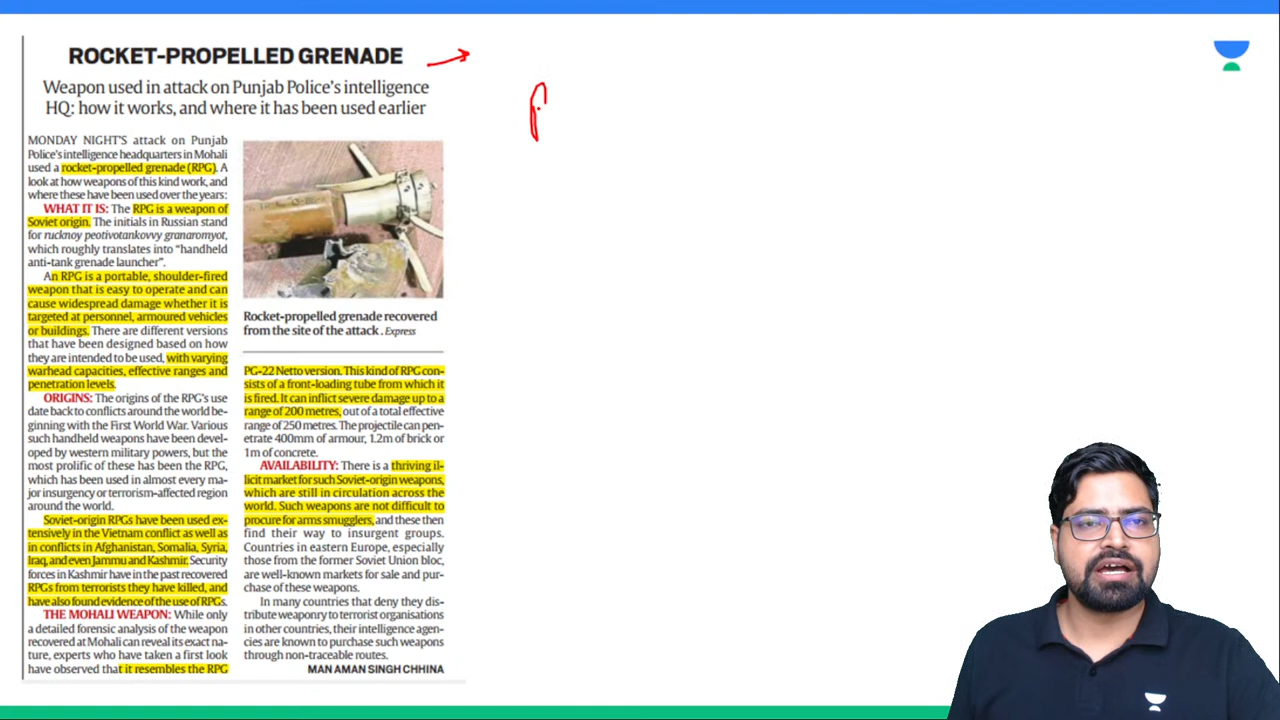 ROCKET-PROPELLED GRENADE
Weapon used in attack on Punjab Police's intelligence
HQ: how it works, and where it has been used earlier
MONDAY NIGHT'S attack on Punjab
Police's intelligence headquarters in Mohali
used a rocket-propelled grenade (RPG). A
look at how weapons of this kind work, and
where these have been used over the years:
WHAT IT IS: The RPG is a weapon of
Soviet origin. The initials in Russian stand
for rucknoy peotivotankovvy granaromyot,
which roughly translates into "handheld
anti-tank grenade launcher".
An RPG is a portable, shoulder-fired
weapon that is easy to operate and can
cause widespread damage whether it is
targeted at personnel, armoured vehicles
or buildings. There are different versions
that have been designed based on how
they are intended to be used, with varying
warhead capacities, effective ranges and
penetration levels.
ORIGINS: The origins of the RPG's use
date back to conflicts around the world be-
ginning with the First World War. Various
such handheld weapons have been devel-
oped by western military powers, but the
most prolific of these has been the RPG,
which has been used in almost every ma-
jor insurgency or terrorism-affected region
around the world.
Soviet-origin RPGs have been used ex-
tensively in the Vietnam conflict as well as
in conflicts in Afghanistan, Somalia, Syria,
Iraq, and even Jammu and Kashmir. Security
forces in Kashmir have in the past recovered
RPGs from terrorists they have killed, and
have also found evidence of the use of RPGs.
THE MOHALI WEAPON: While only
a detailed forensic analysis of the weapon
recovered at Mohali can reveal its exact na-
ture, experts who have taken a first look
have observed that it resembles the RPG
Rocket-propelled grenade recovered
from the site of the attack. Express
PG-22 Netto version. This kind of RPG con-
sists of a front-loading tube from which it
is fired. It can inflict severe damage up to a
range of 200 metres, out of a total effective
range of 250 metres. The projectile can pen-
etrate 400mm of armour, 1.2m of brick or
1m of concrete.
AVAILABILITY: There is a thriving il-
licit market for such Soviet-origin weapons,
which are still in circulation across the
world. Such weapons are not difficult to
procure for arms smugglers, and these then
find their way to insurgent groups.
Countries in eastern Europe, especially
those from the former Soviet Union bloc,
are well-known markets for sale and pur-
chase of these weapons.
In many countries that deny they dis-
tribute weaponry to terrorist organisations
in other countries, their intelligence agen-
cies are known to purchase such weapons
through non-traceable routes.
MAN AMAN SINGH CHHINA